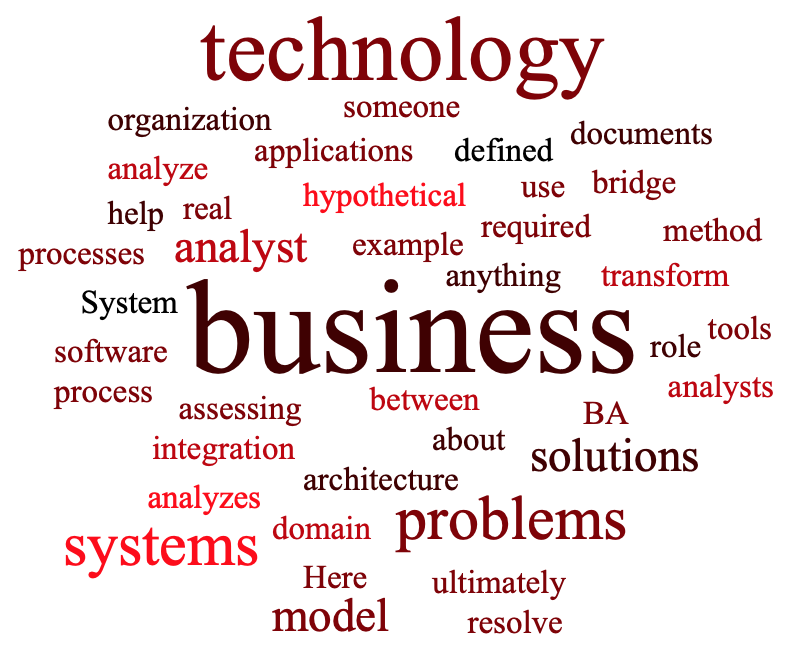 technology
someone
organization
documents
applications defined
analyze
hypothetical use bridge
help real
required method
processes analyst example
anything transform
System
business
role tools
software
process analysts
assessing between BA
about
integration solutions
architecture
analyzes
systems domain problems
Here ultimately
model resolve